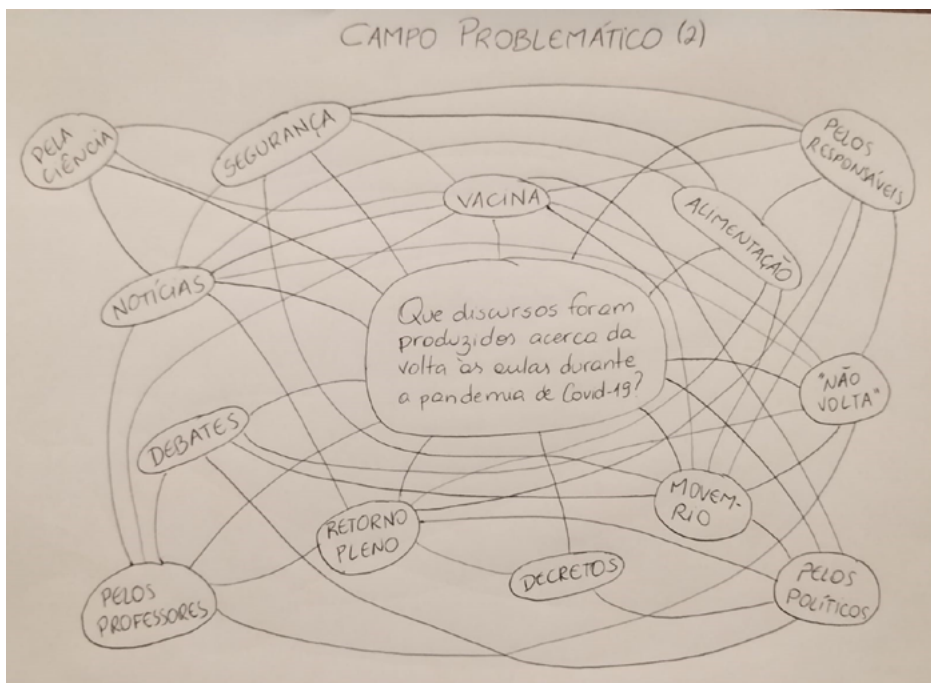 CAMPO PROBLEMÁTICO (2)
PELA
CIÊNCIA
SEGURANÇA
VACINA
PELOS
RESPONSÁVEIS
ALIMENTAÇÃO
NOTÍCIAS
Que discursos foram
produzidos acerca da
volta às aulas durante
a pandemia de Covid-19?
"NÃO
VOLTA"
DEBATES
RETORNO
PLENO
MOVEM-
RIO
DECRETOS
PELOS
PROFESSORES
PELOS
POLÍTICOS